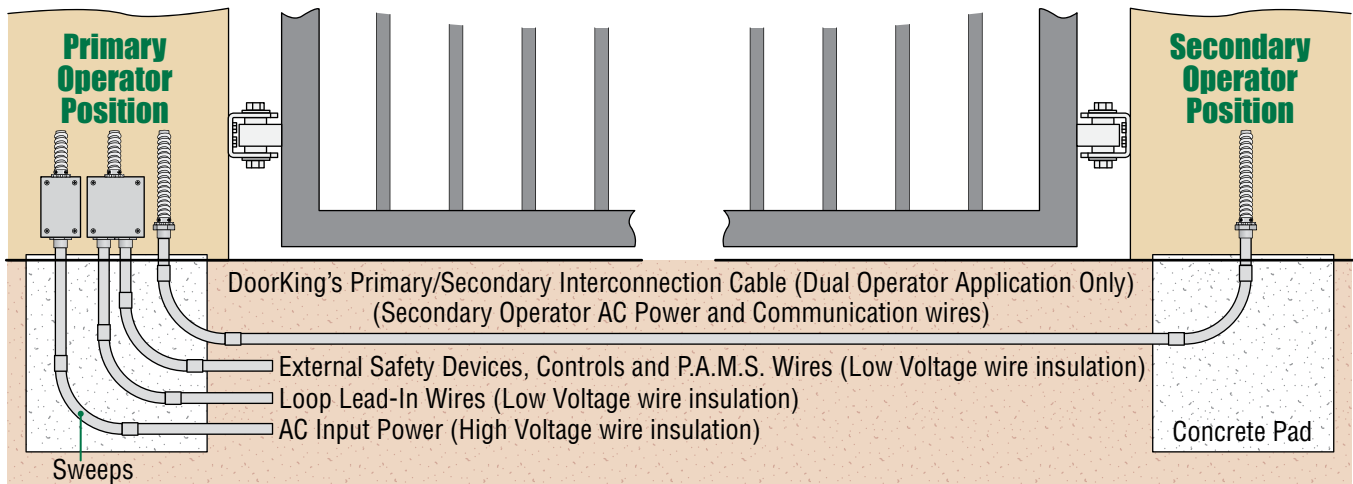 Primary
Operator
Position
Secondary
Operator
Position
DoorKing's Primary/Secondary Interconnection Cable (Dual Operator Application Only)
(Secondary Operator AC Power and Communication wires)
External Safety Devices, Controls and P.A.M.S. Wires (Low Voltage wire insulation)
Loop Lead-In Wires (Low Voltage wire insulation)
AC Input Power (High Voltage wire insulation)
Concrete Pad
Sweeps